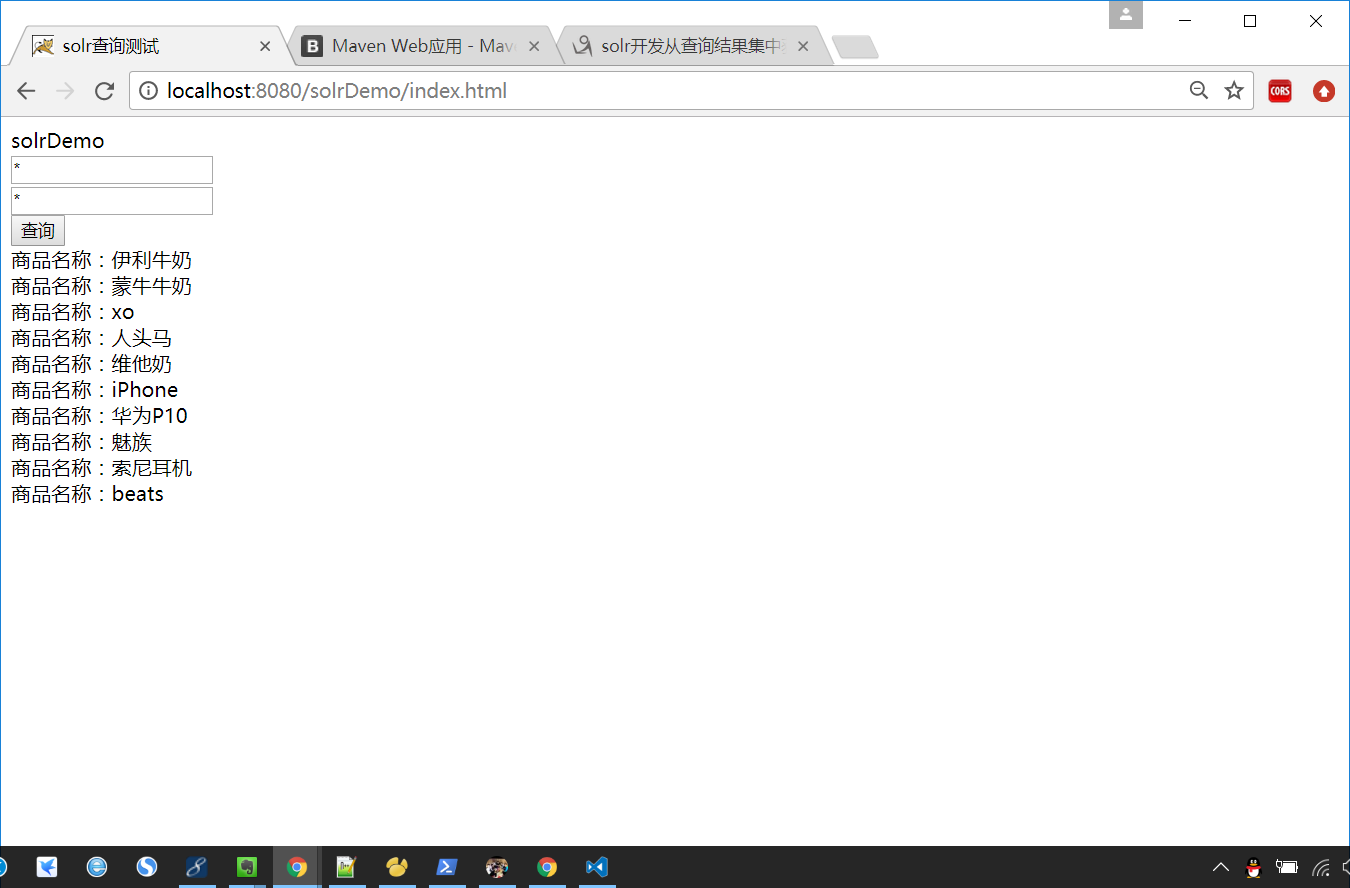 solr查询测试
Maven Web应用 - Mav
solr开发从查询结果集中
localhost:8080/solrDemo/index.html
CORS
solrDemo
*
*
查询
商品名称：伊利牛奶
商品名称：蒙牛牛奶
商品名称：xo
商品名称：人头马
商品名称：维他奶
商品名称：iPhone
商品名称：华为P10
商品名称：魅族
商品名称：索尼耳机
商品名称：beats